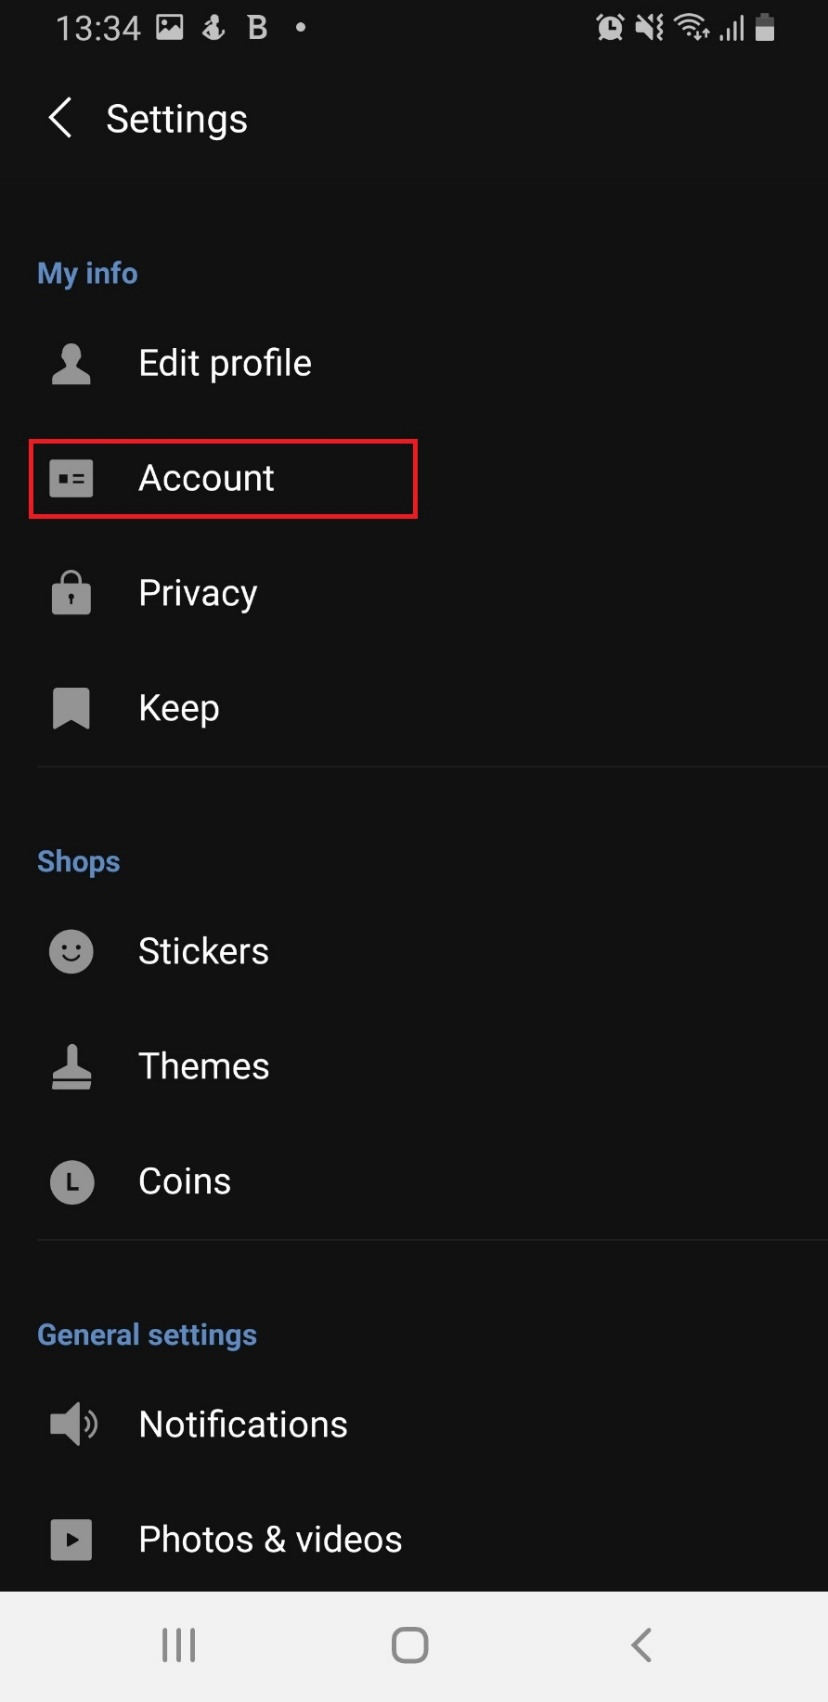 13:34 B
Settings
My info
Edit profile
Account
Privacy
Keep
Shops
Stickers
Themes
L Coins
General settings
Notifications
Photos & videos